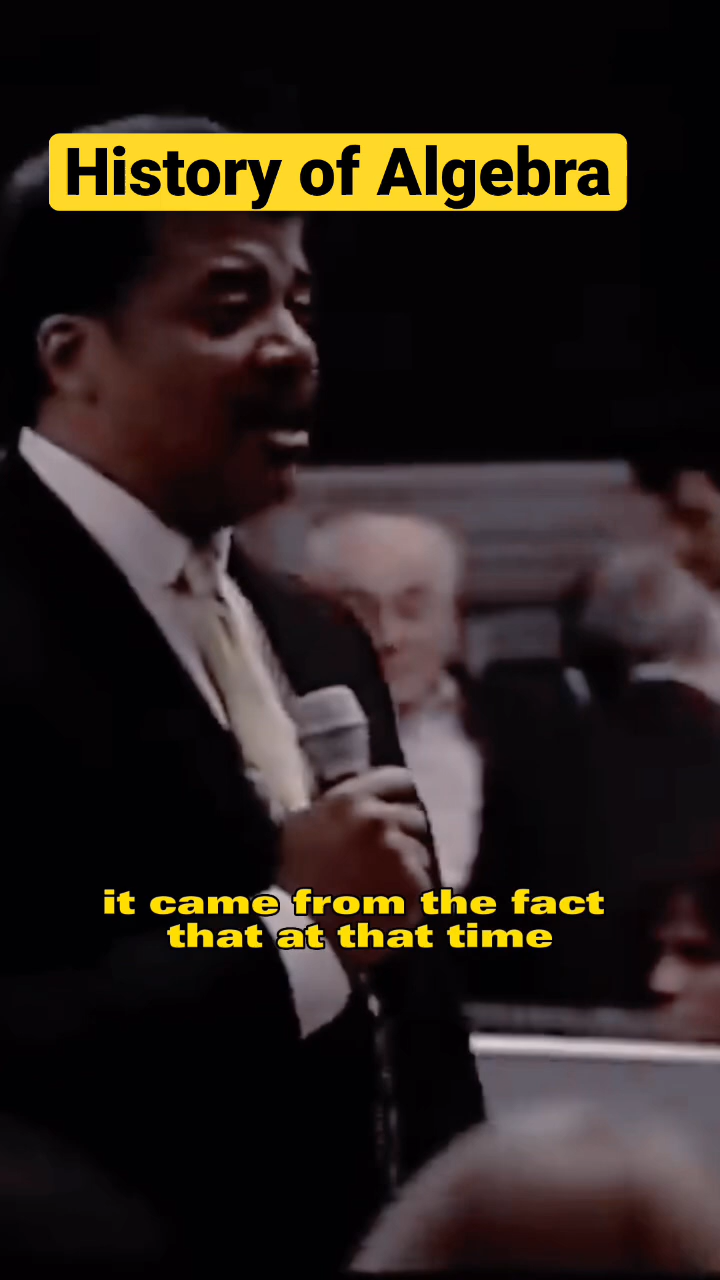 History of Algebra
it came from the fact
that at that time